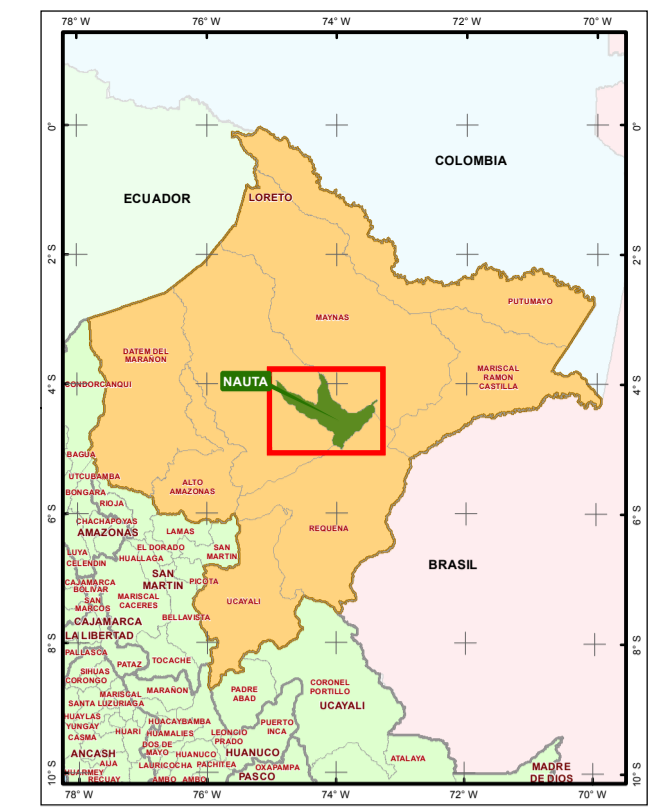 78° W 76° W 74° W 72° W 70° W
0° 0°
COLOMBIA
ECUADOR
LORETO
2° S 2° S
PUTUMAYO
MAYNAS
DATEM DEL
MARAÑON
MARISCAL
RAMON
CASTILLA
NAUTA
CONDORCANQUI
4° S 4° S
BAGUA
UTCUBAMBA
BONGARA
RIOJA
ALTO
AMAZONAS
6° S 6° S
CHACHAPOYAS
AMAZONAS
LAMAS
REQUENA
EL DORADO
SAN
MARTIN
LUYA
HUALLAGA
CELENDIN
BRASIL
SAN
MARTIN
PICOTA
CAJAMARCA
BOLIVAR
SAN
MARCOS
MARISCAL
CACERES
UCAYALI
BELLAVISTA
CAJAMARCA
LA LIBERTAD
8° S 8° S
PALLASCA
PATAZ
TOCACHE
SIHUAS
CORONGO
MARISCAL
LUZURIAGA
MARAÑON
PADRE
ABAD
CORONEL
PORTILLO
SANTA
UCAYALI
HUAYLAS
YUNGAY
CASMA
HUACAYBAMBA
HUARI
HUAMALIES
LEONCIO
PRADO
PUERTO
INCA
DOS DE
MAYO
HUANUCO
HUANUCO
ANCASH
AIJA
LAURICOCHA
PACHITEA
OXAPAMPA
ATALAYA
HUARMEY
RECUAY
AMBO
AMBO
PASCO
MADRE
DE DIOS
10° S 10° S
78° W 76° W 74° W 72° W 70° W